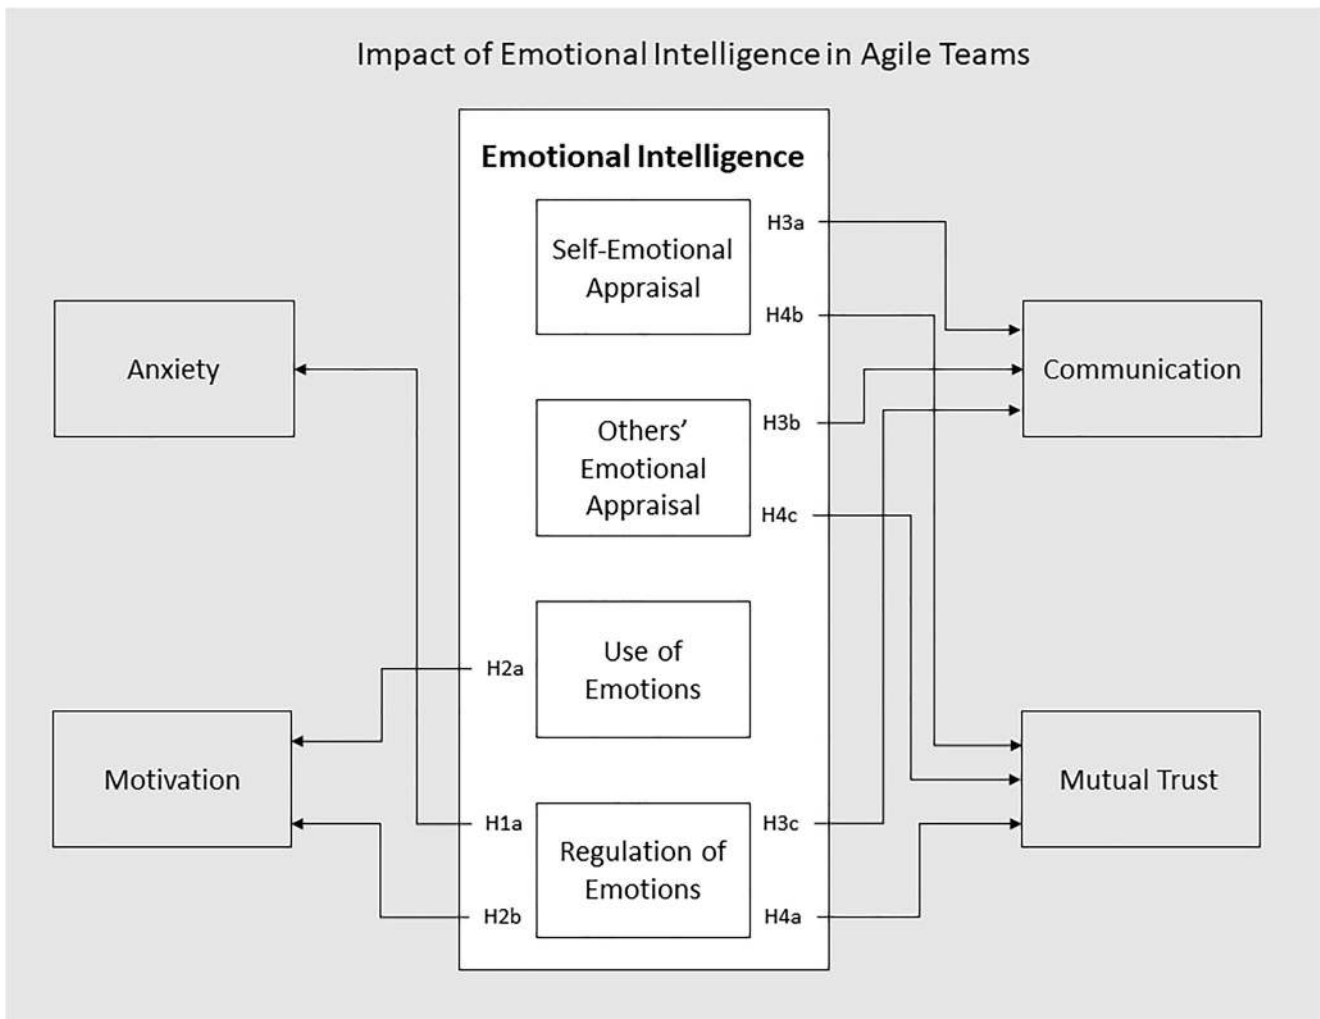 Impact of Emotional Intelligence in Agile Teams
Emotional Intelligence
Self-Emotional
Appraisal
H3a
H4b
Anxiety
Communication
Others’
Emotional
Appraisal
H3b
H4c
Use of
Emotions
H2a
Motivation
Mutual Trust
H1a
Regulation of
Emotions
H3c
H2b
H4a